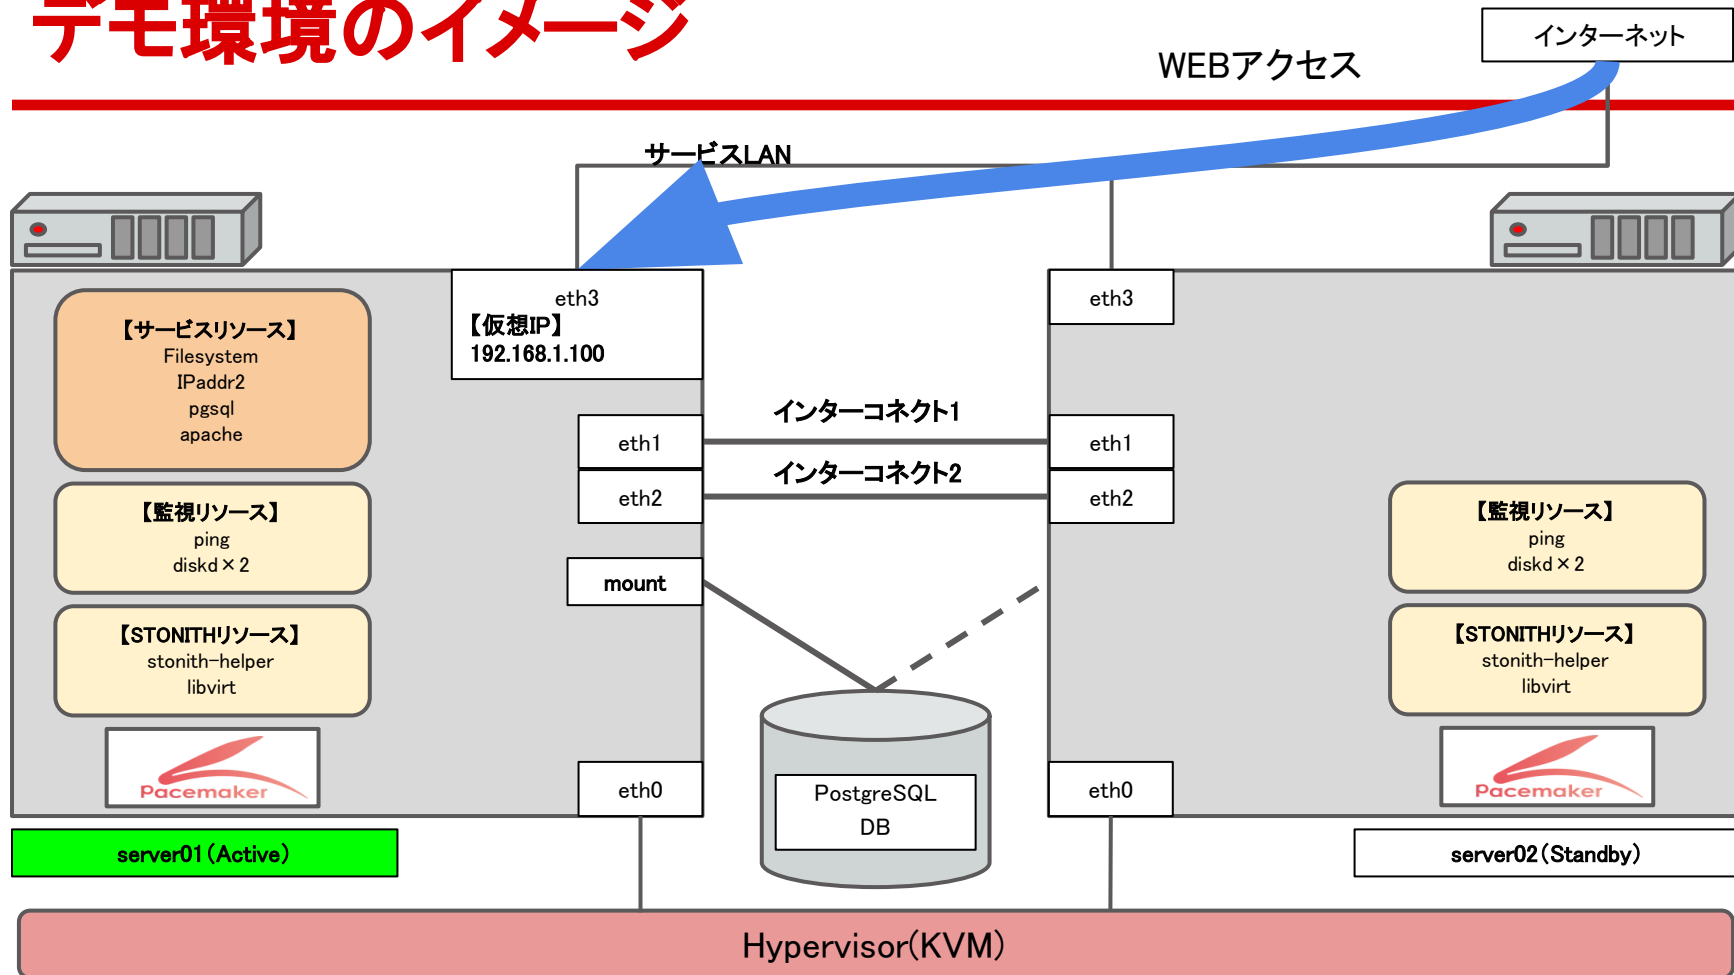 デモ環境のイメージ
インターネット
WEBアクセス
サービスLAN
【サービスリソース】
Filesystem
IPaddr2
pgsql
apache
【監視リソース】
ping
diskd×2
【STONITHリソース】
stonith-helper
libvirt
Pacemaker
server01(Active)
eth3
【仮想IP】
192.168.1.100
eth1
eth2
mount
eth0
インターコネクト1
インターコネクト2
PostgreSQL
DB
eth3
eth1
eth2
eth0
【監視リソース】
ping
diskd×2
【STONITHリソース】
stonith-helper
libvirt
Pacemaker
server02(Standby)
Hypervisor(KVM)